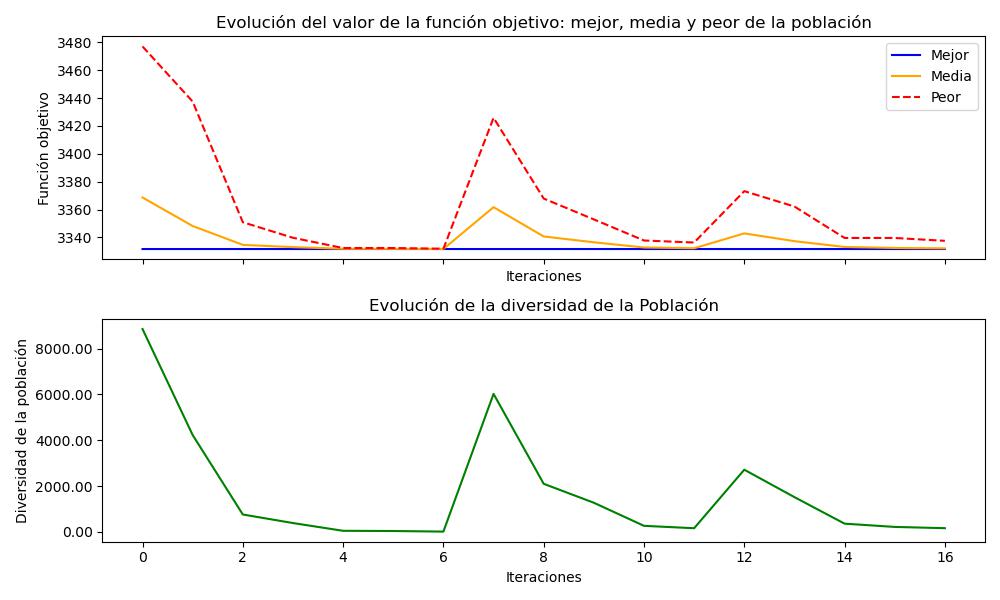 Evolución del valor de la función objetivo: mejor, media y peor de la población
3480
3460
3440
3420
3400
3380
3360
3340
Función objetivo
Mejor
Media
Peor
Iteraciones
Evolución de la diversidad de la Población
8000.00
6000.00
4000.00
2000.00
0.00
Diversidad de la población
0 2 4 6 8 10 12 14 16
Iteraciones